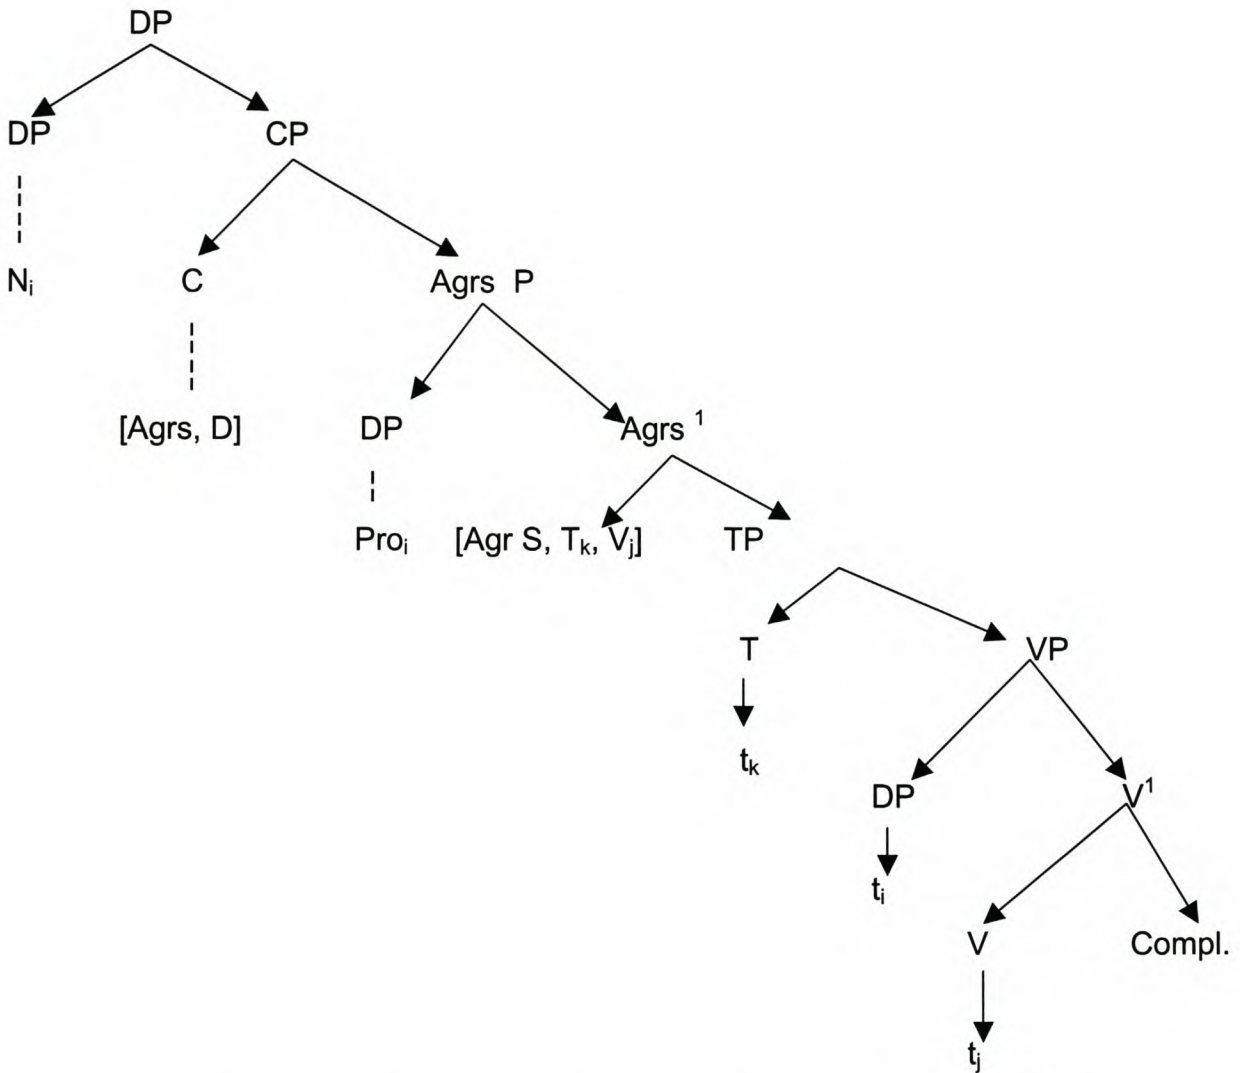 DP
DP CP
Nᵢ C Agrs P
[Agrs, D] DP Agrs ¹
Proᵢ [Agr S, Tₖ, Vⱼ] TP
T VP
tₖ
DP V¹
tᵢ
V Compl.
tⱼ